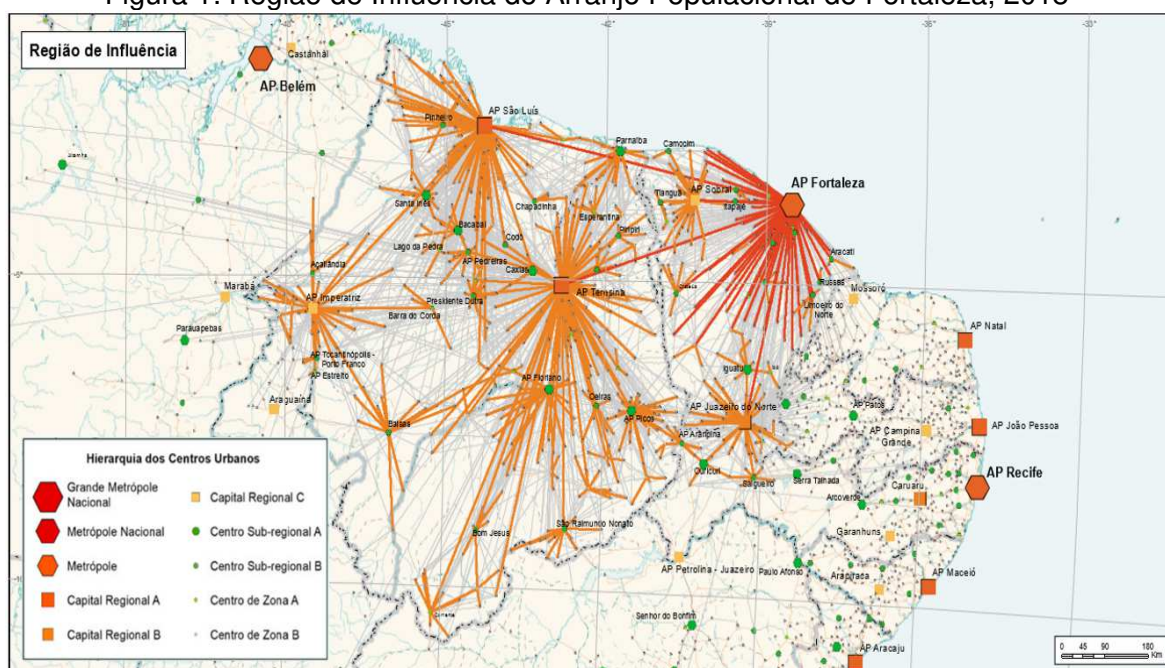 Figura 1: Região de Influência do Arranjo Populacional de Fortaleza, 2018
Região de Influência
Castanhal
AP Belém
AP São Luís
Pinheiro
Parnaíba
Camocim
AP Fortaleza
Tianguá
AP Sobral
Itapajé
Santa Inês
Chapadinha
Esperantina
Bacabal
Piripiri
Codó
Aracati
Lago da Pedra
AP Pedreiras
Caxias
-5°
Açailândia
Russas
Marabá
AP Teresina
Mossoró
AP Imperatriz
Presidente Dutra
Limoeiro do Norte
Barra do Corda
AP Natal
Parauapebas
AP Tocantinópolis - Porto Franco
AP Estreito
Iguatu
AP Floriano
Oeiras
AP Picos
AP Juazeiro do Norte
AP Patos
Araguaína
Balsas
AP Campina Grande
AP João Pessoa
AP Araripina
Ouricuri
Salgueiro
Serra Talhada
AP Recife
Arcoverde
Caruaru
Bom Jesus
São Raimundo Nonato
Garanhuns
AP Petrolina - Juazeiro
Paulo Afonso
Arapiraca
AP Maceió
Senhor do Bonfim
AP Aracaju
Hierarquia dos Centros Urbanos
Grande Metrópole Nacional
Metrópole Nacional
Metrópole
Capital Regional A
Capital Regional B
Capital Regional C
Centro Sub-regional A
Centro Sub-regional B
Centro de Zona A
Centro de Zona B
0 45 90 180
Km